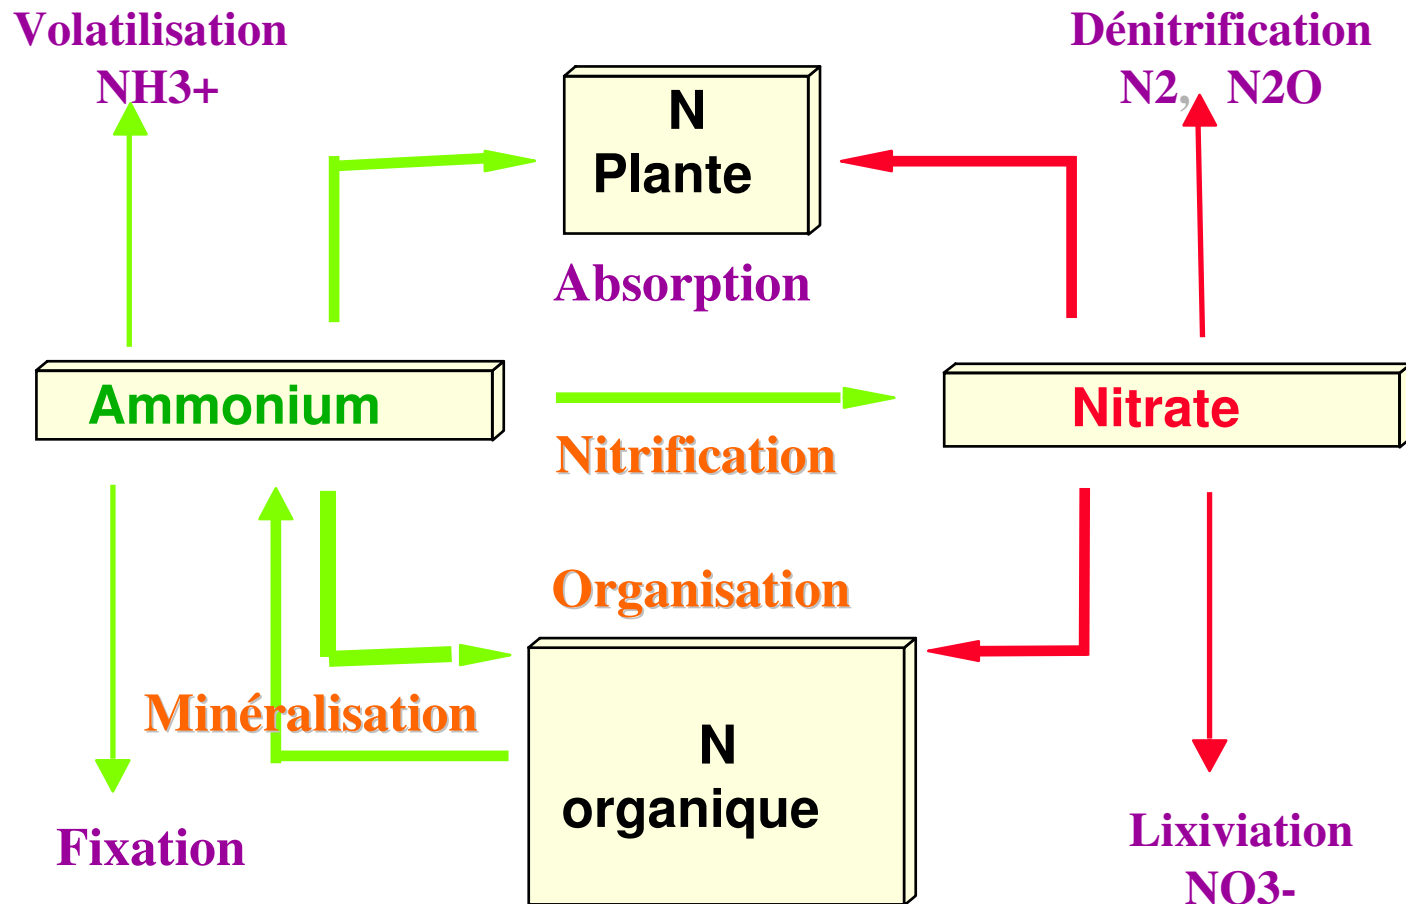 Volatilisation
NH3+
Dénitrification
N2, N2O
N
Plante
Absorption
Ammonium
Nitrate
Nitrification
Organisation
Minéralisation
N
organique
Fixation
Lixiviation
NO3-